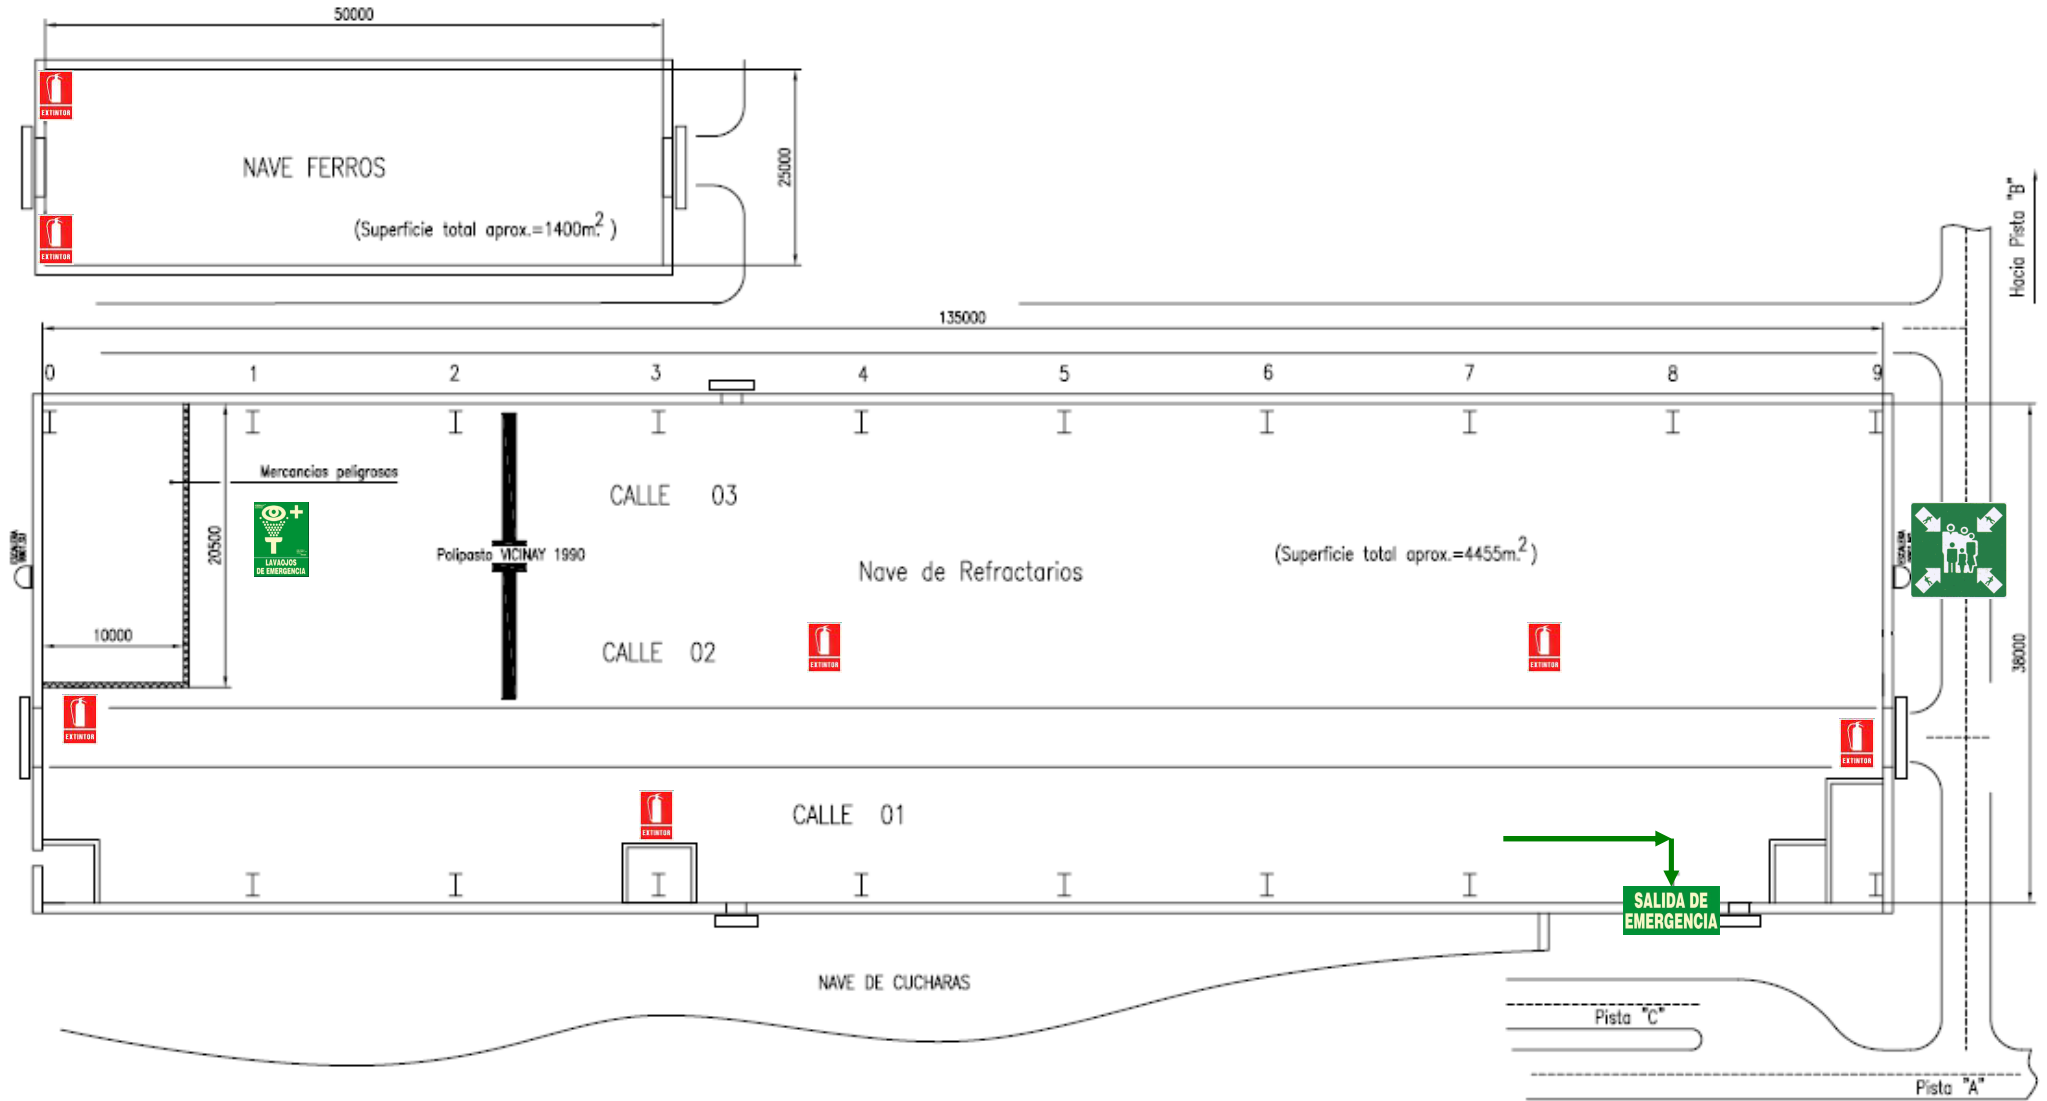 50000
EXTINTOR
NAVE FERROS
25000
(Superficie total aprox.=1400m.2 )
EXTINTOR
Hacia Pista "B"
135000
0 1 2 3 4 5 6 7 8 9
Mercancias peligrosas
CALLE 03
LAVAOJOS
DE EMERGENCIA
20500
Polipasto VICINAY 1990
Nave de Refractarios
(Superficie total aprox.=4455m.2 )
10000
CALLE 02
EXTINTOR
EXTINTOR
38000
EXTINTOR
EXTINTOR
EXTINTOR
CALLE 01
SALIDA DE
EMERGENCIA
NAVE DE CUCHARAS
Pista "C"
Pista "A"